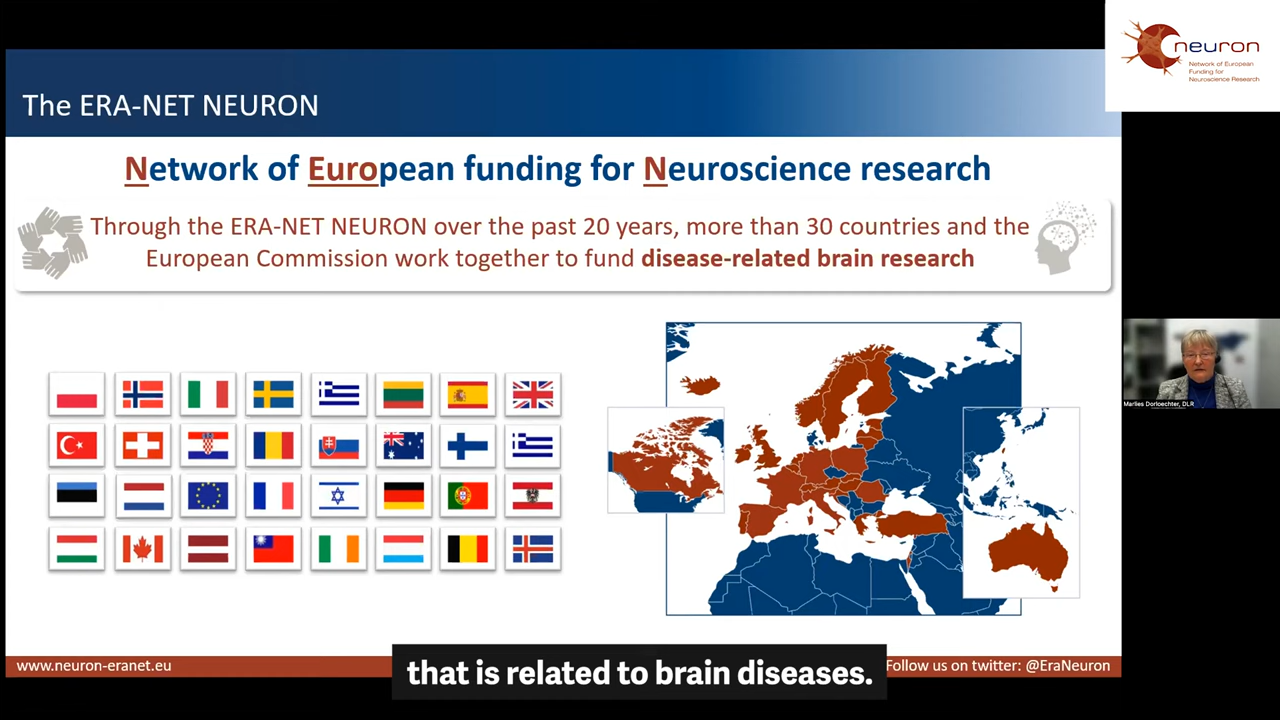 neuron
Network of European
Funding for
Neuroscience Research
The ERA-NET NEURON
Network of European funding for Neuroscience research
Through the ERA-NET NEURON over the past 20 years, more than 30 countries and the
European Commission work together to fund disease-related brain research
Marlies Dorloechter, DLR
www.neuron-eranet.eu
Follow us on twitter: @EraNeuron
that is related to brain diseases.